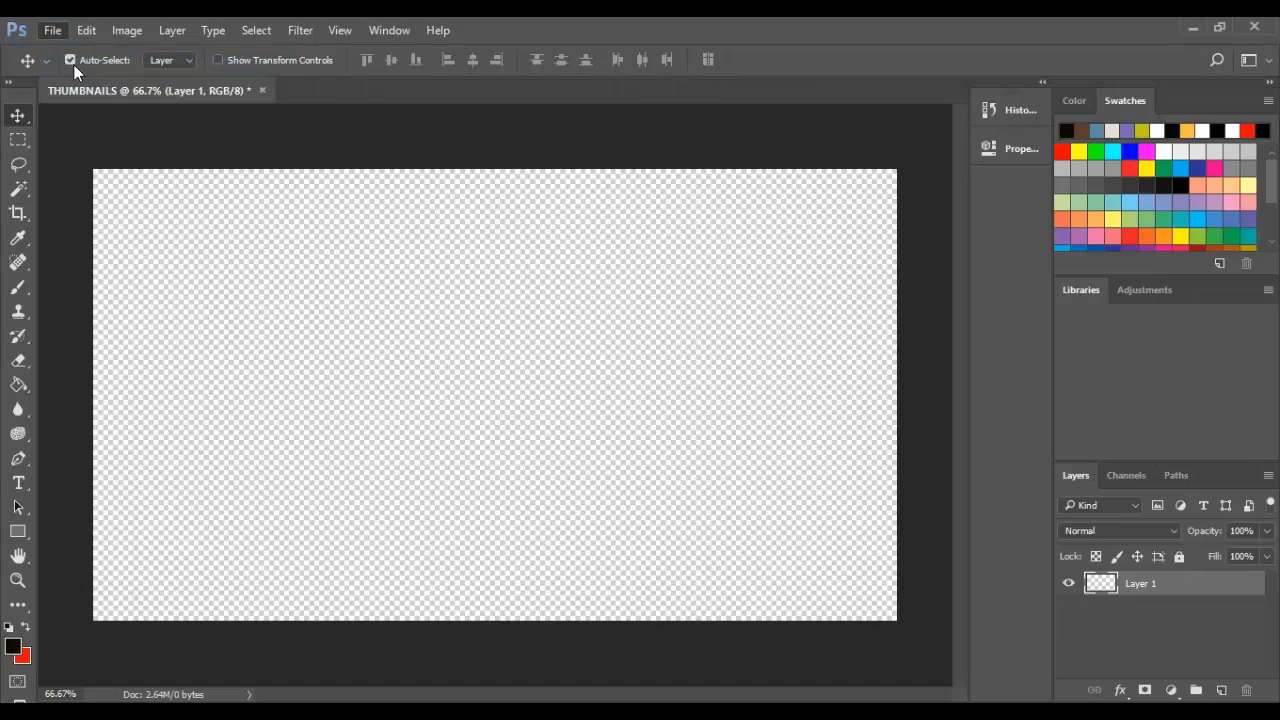 Ps File Edit Image Layer Type Select Filter View Window Help
Auto-Select: Layer Show Transform Controls
THUMBNAILS @ 66.7% (Layer 1, RGB/8) *
Histo...
Prope...
Color Swatches
Libraries Adjustments
Layers Channels Paths
Kind
Normal Opacity: 100%
Lock: Fill: 100%
Layer 1
fx
66.67% Doc: 2.64M/0 bytes